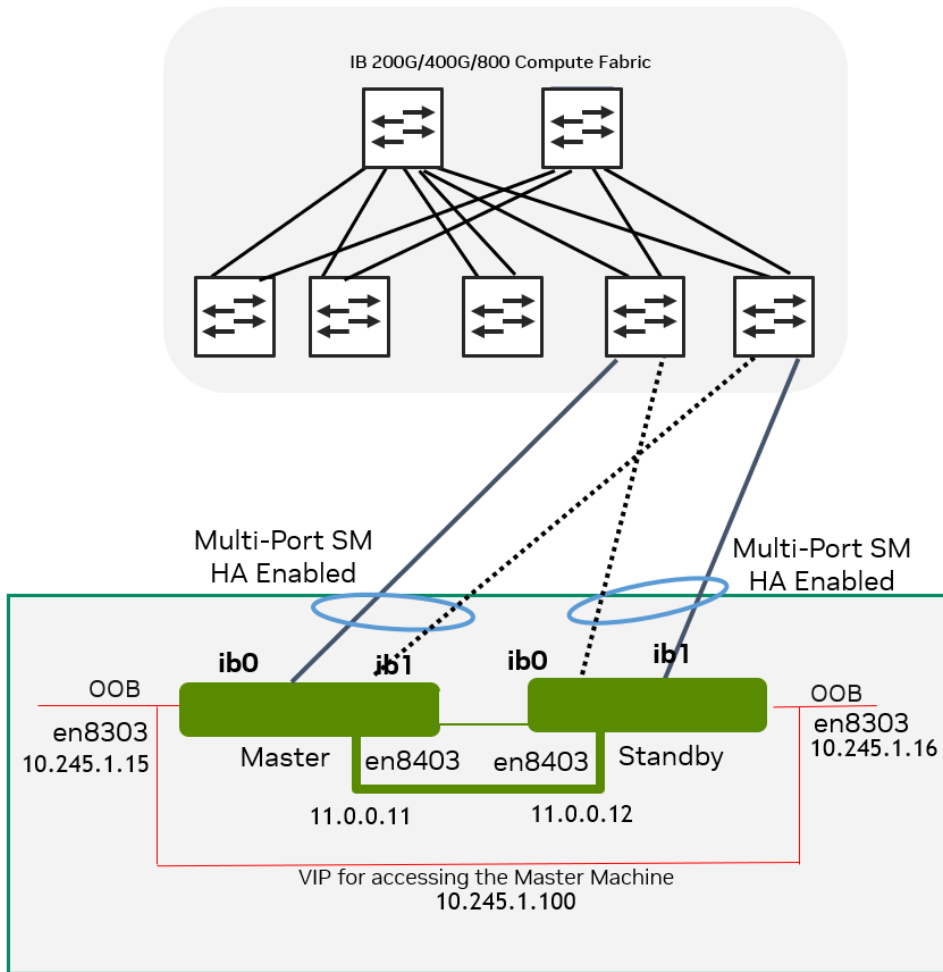 IB 200G/400G/800 Compute Fabric
Multi-Port SM
HA Enabled
Multi-Port SM
HA Enabled
ib0
ib1
ib0
ib1
OOB
OOB
en8303
10.245.1.15
Master
en8403
en8403
Standby
en8303
10.245.1.16
11.0.0.11
11.0.0.12
VIP for accessing the Master Machine
10.245.1.100